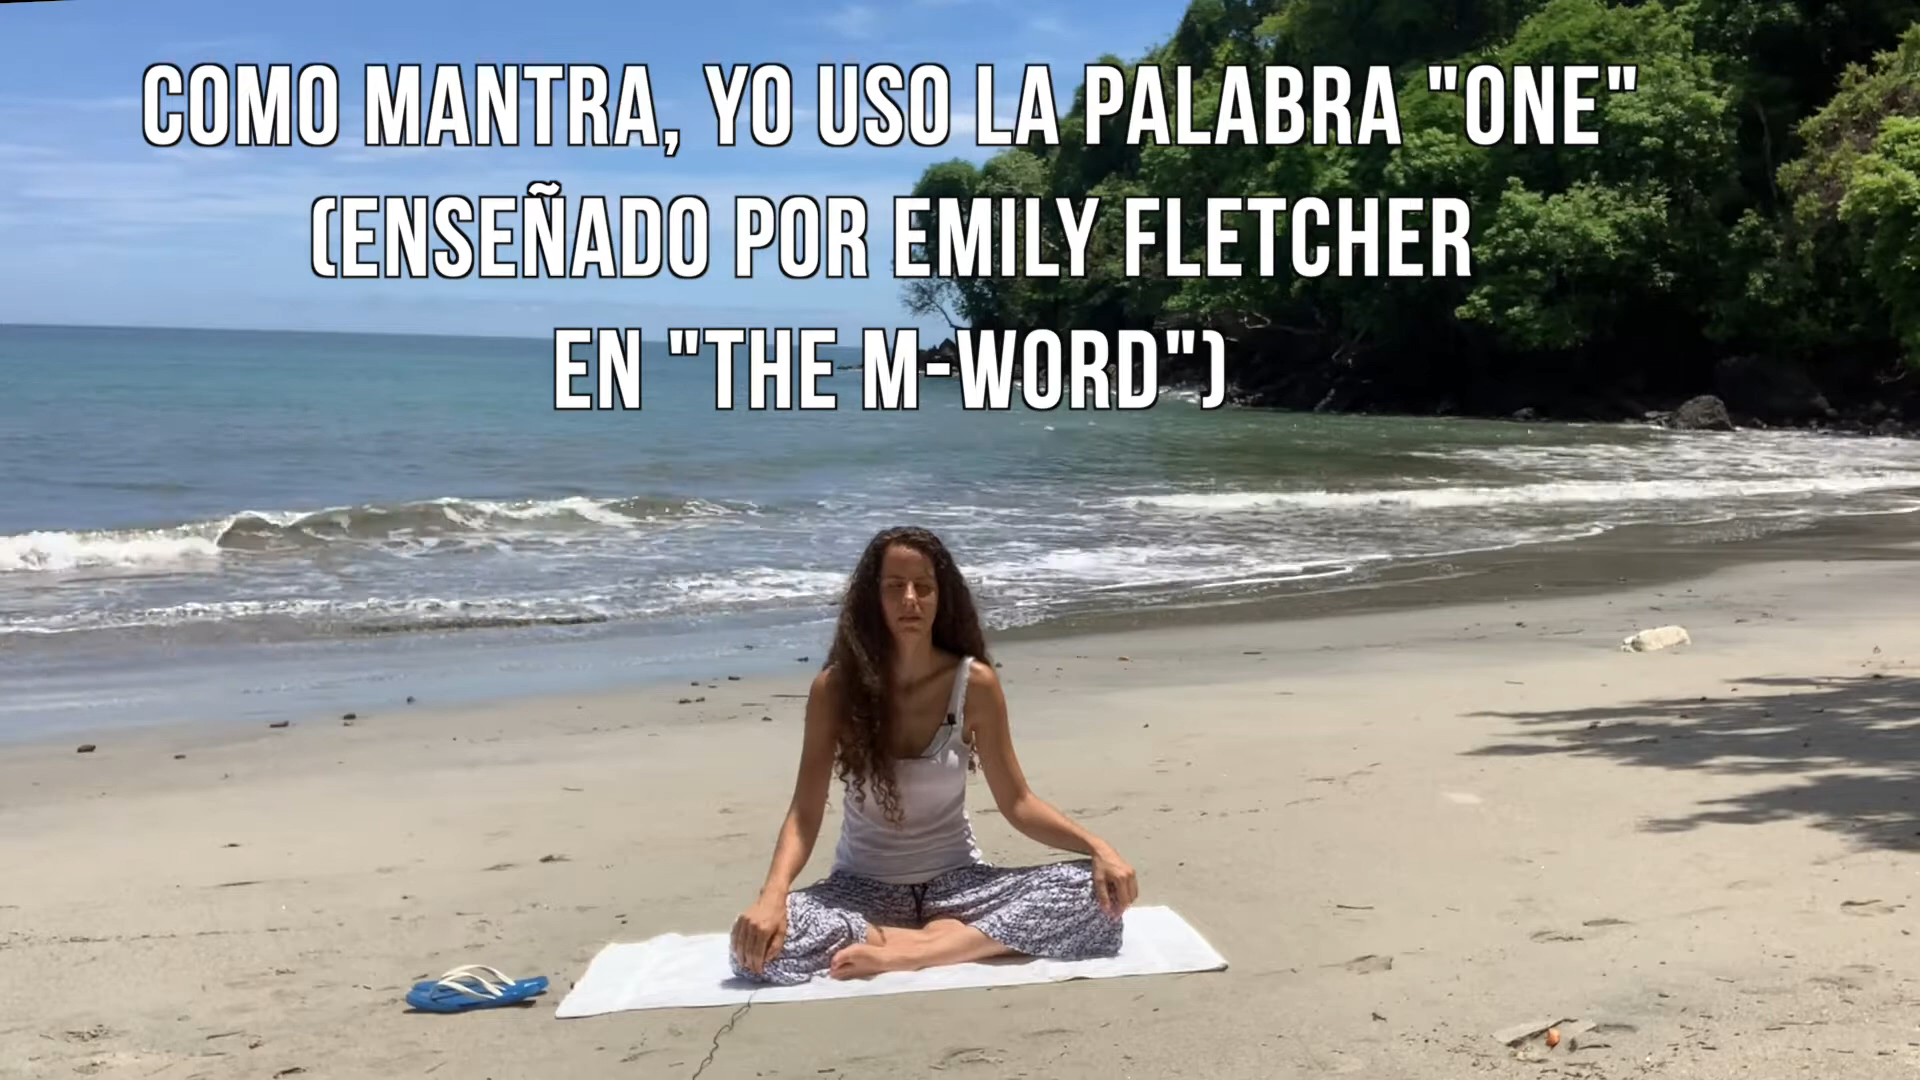 COMO MANTRA, YO USO LA PALABRA "ONE"
(ENSEÑADO POR EMILY FLETCHER
EN "THE M-WORD")